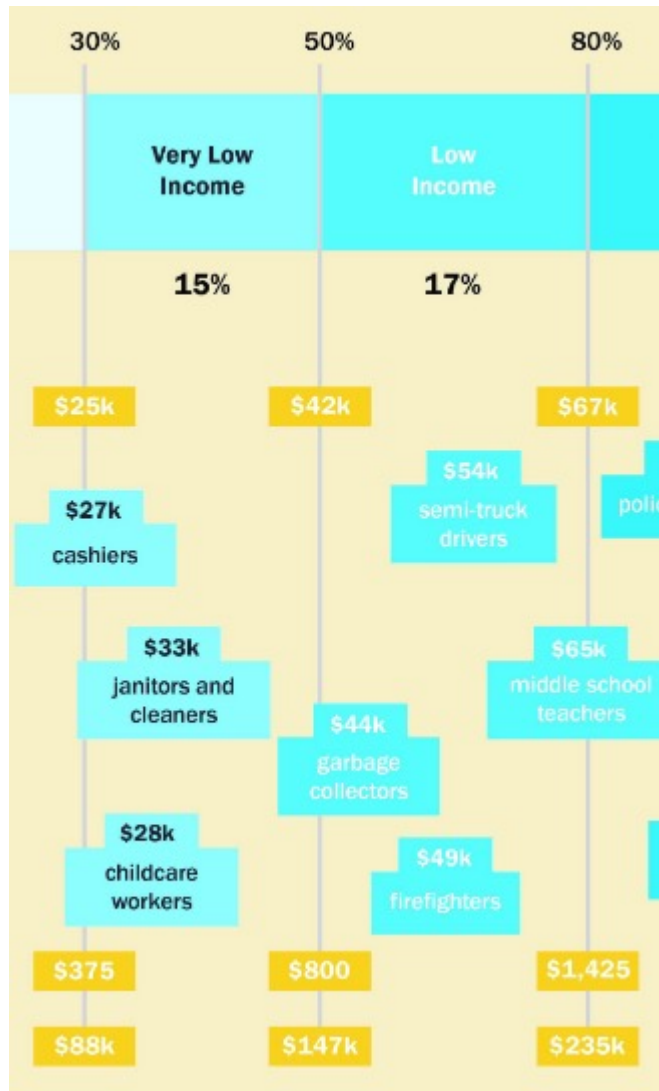 30% 50% 80%
Very Low
Income
Low
Income
15% 17%
$25k $42k $67k
$54k
semi-truck
drivers
$27k
cashiers
$33k
janitors and
cleaners
$65k
middle school
teachers
$44k
garbage
collectors
$28k
childcare
workers
$49k
firefighters
$375 $800 $1,425
$88k $147k $235k